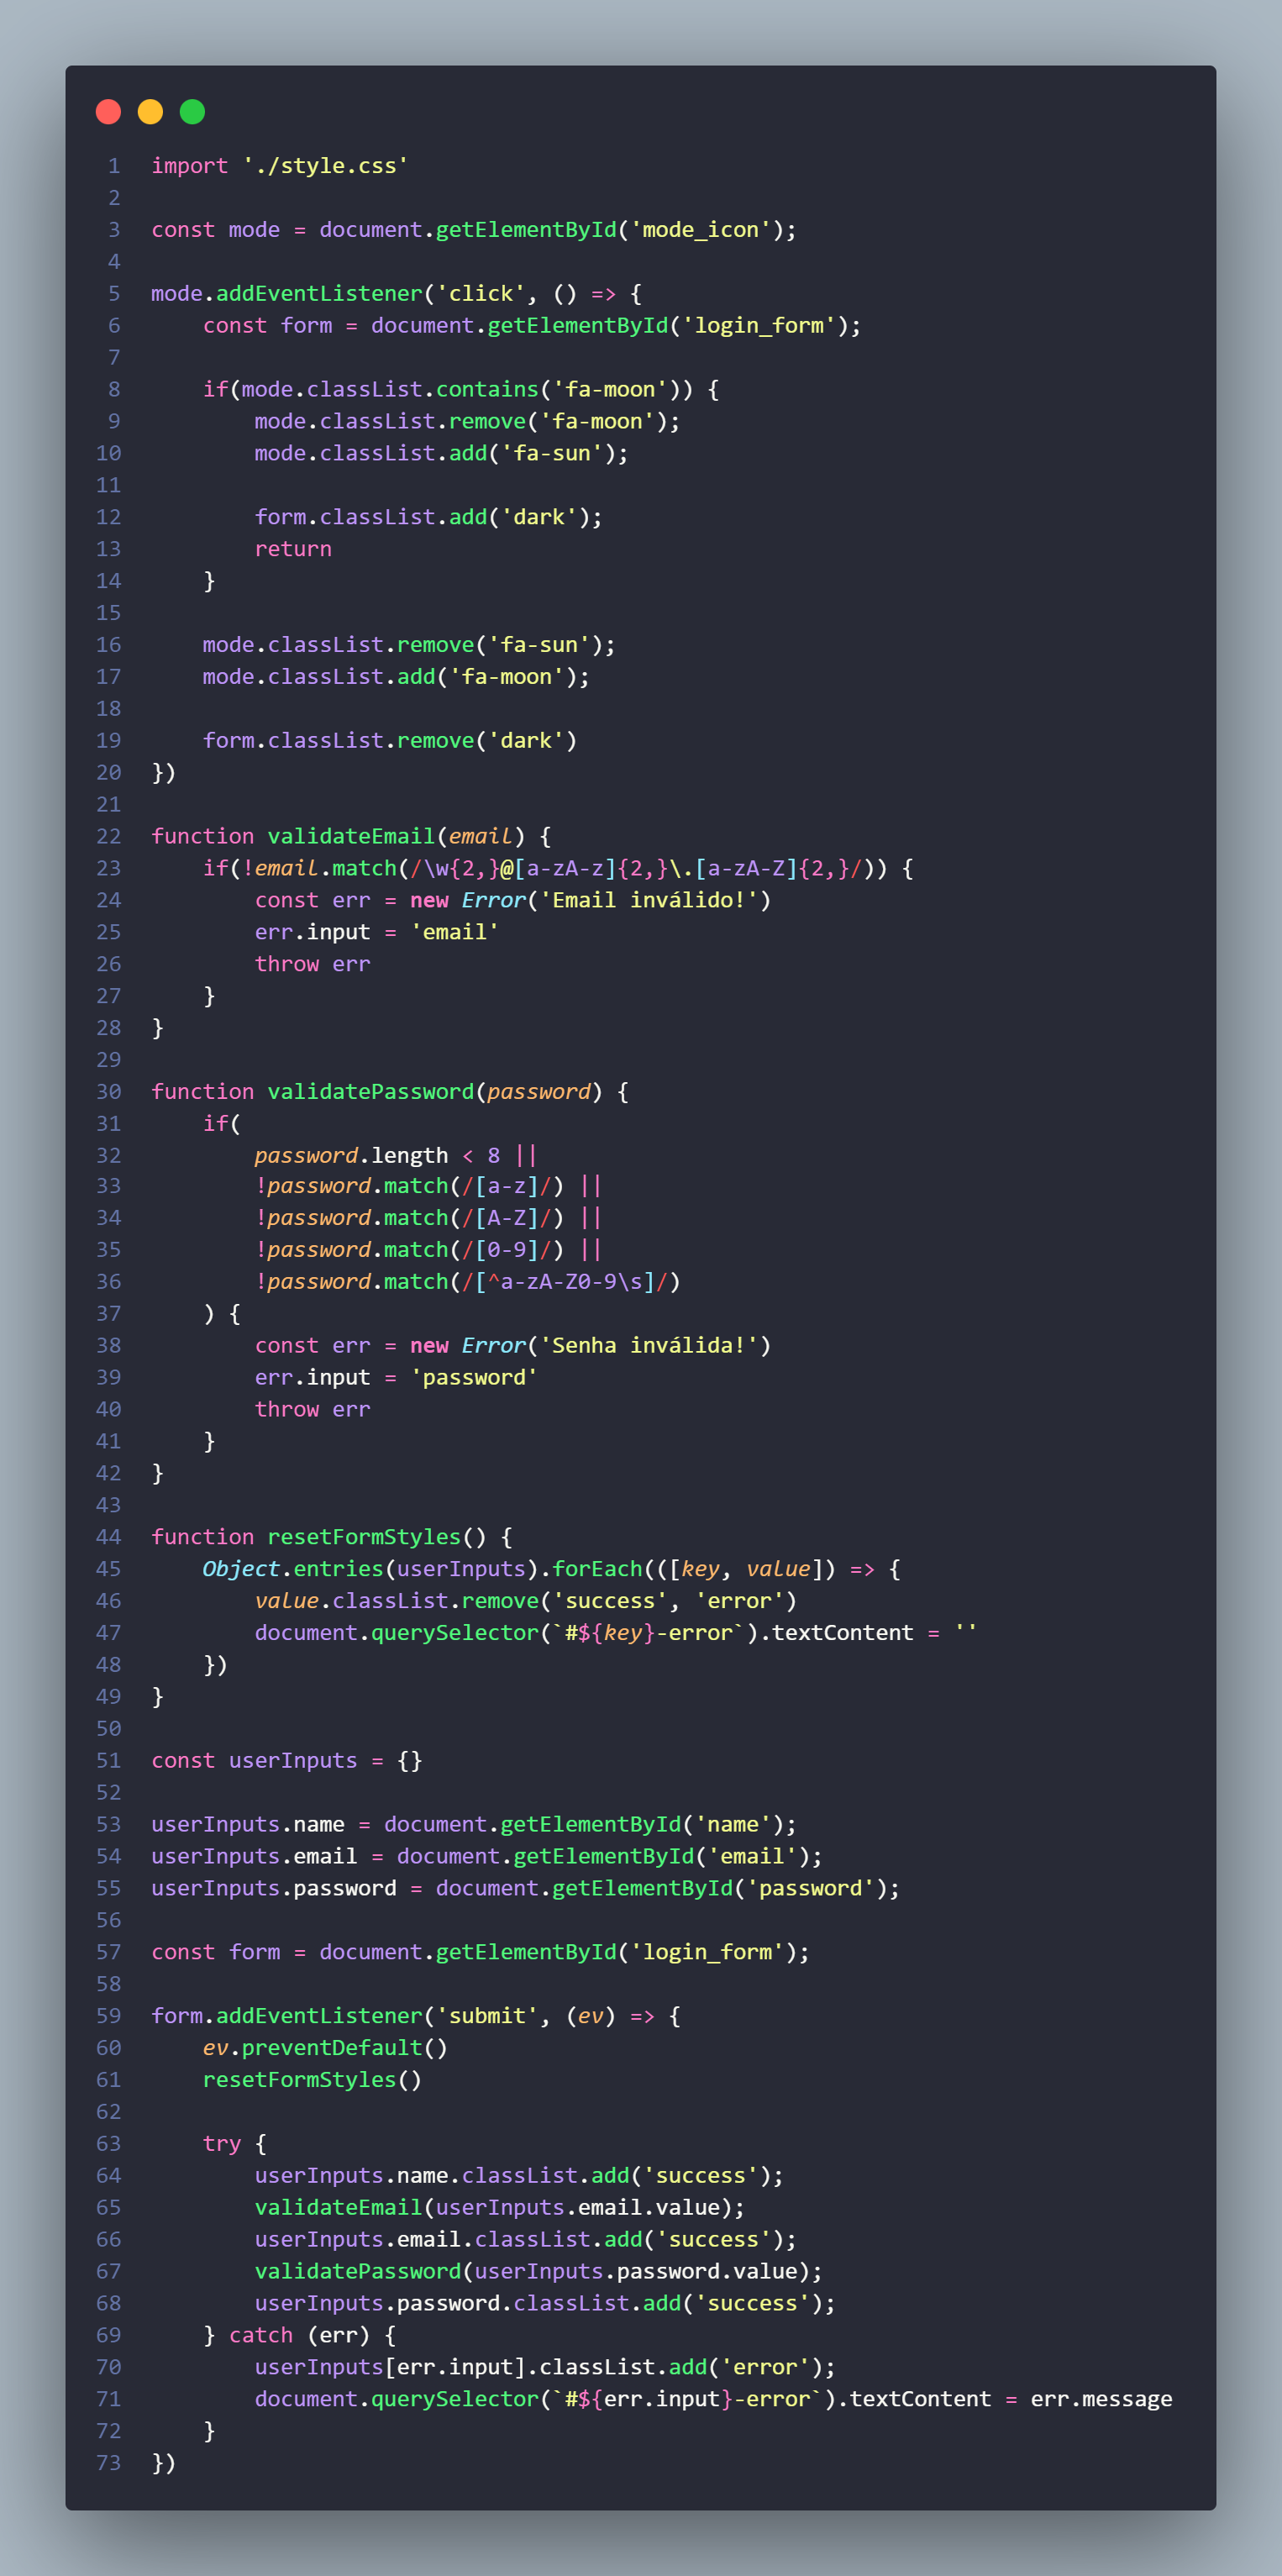 1 import './style.css'
2
3 const mode = document.getElementById('mode_icon');
4
5 mode.addEventListener('click', () => {
6     const form = document.getElementById('login_form');
7
8     if(mode.classList.contains('fa-moon')) {
9         mode.classList.remove('fa-moon');
10         mode.classList.add('fa-sun');
11
12         form.classList.add('dark');
13         return
14     }
15
16     mode.classList.remove('fa-sun');
17     mode.classList.add('fa-moon');
18
19     form.classList.remove('dark')
20 })
21
22 function validateEmail(email) {
23     if(!email.match(/\w{2,}@[a-zA-z]{2,}\.[a-zA-Z]{2,}/)) {
24         const err = new Error('Email inválido!')
25         err.input = 'email'
26         throw err
27     }
28 }
29
30 function validatePassword(password) {
31     if(
32         password.length < 8 ||
33         !password.match(/[a-z]/) ||
34         !password.match(/[A-Z]/) ||
35         !password.match(/[0-9]/) ||
36         !password.match(/[^a-zA-Z0-9\s]/)
37     ) {
38         const err = new Error('Senha inválida!')
39         err.input = 'password'
40         throw err
41     }
42 }
43
44 function resetFormStyles() {
45     Object.entries(userInputs).forEach(([key, value]) => {
46         value.classList.remove('success', 'error')
47         document.querySelector(`#${key}-error`).textContent = ''
48     })
49 }
50
51 const userInputs = {}
52
53 userInputs.name = document.getElementById('name');
54 userInputs.email = document.getElementById('email');
55 userInputs.password = document.getElementById('password');
56
57 const form = document.getElementById('login_form');
58
59 form.addEventListener('submit', (ev) => {
60     ev.preventDefault()
61     resetFormStyles()
62
63     try {
64         userInputs.name.classList.add('success');
65         validateEmail(userInputs.email.value);
66         userInputs.email.classList.add('success');
67         validatePassword(userInputs.password.value);
68         userInputs.password.classList.add('success');
69     } catch (err) {
70         userInputs[err.input].classList.add('error');
71         document.querySelector(`#${err.input}-error`).textContent = err.message
72     }
73 })